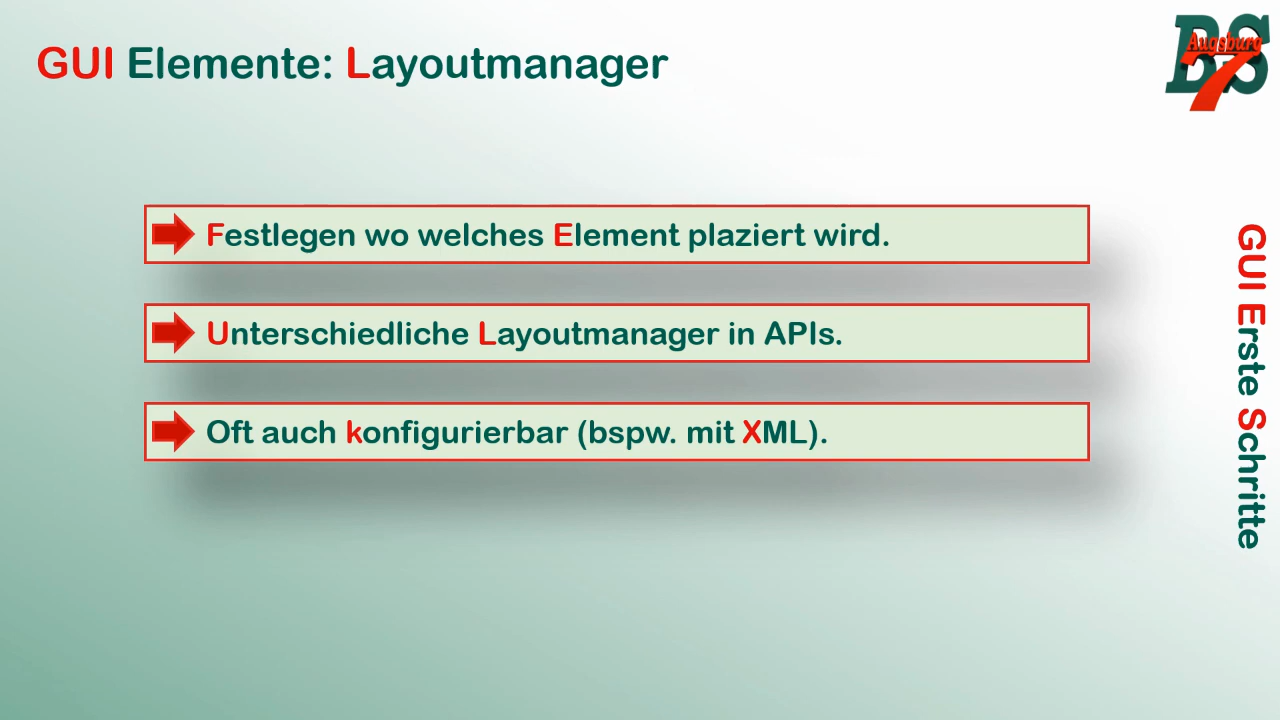 GUI Elemente: Layoutmanager
BS
Augsburg
7
Festlegen wo welches Element plaziert wird.
Unterschiedliche Layoutmanager in APIs.
Oft auch konfigurierbar (bspw. mit XML).
GUI Erste Schritte